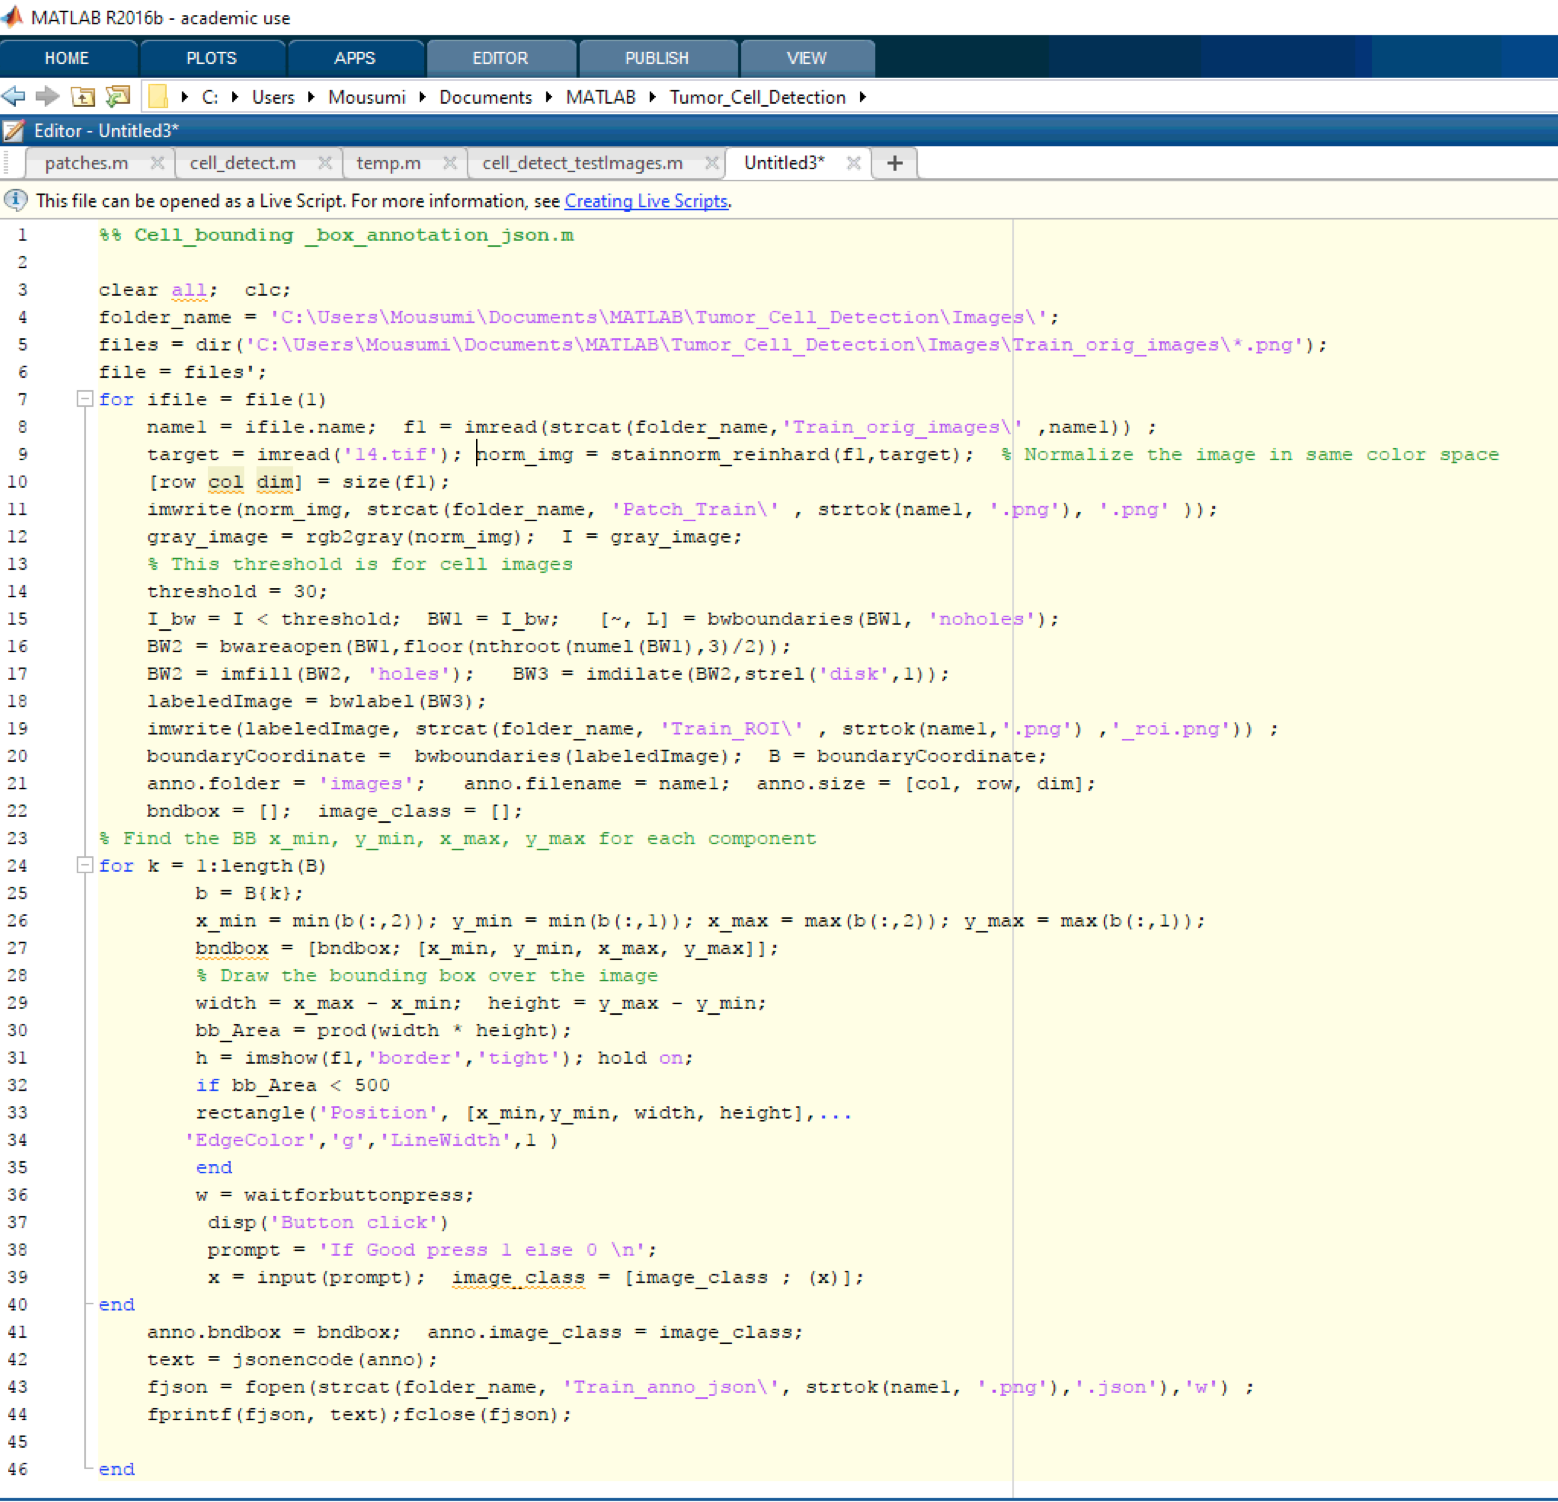 MATLAB R2016b - academic use
HOME PLOTS APPS EDITOR PUBLISH VIEW
C: Users Mousumi Documents MATLAB Tumor_Cell_Detection
Editor - Untitled3*
patches.m cell_detect.m temp.m cell_detect_testImages.m Untitled3* +
This file can be opened as a Live Script. For more information, see Creating Live Scripts.
1 %% Cell_bounding _box_annotation_json.m
2
3 clear all;  clc;
4 folder_name = 'C:\Users\Mousumi\Documents\MATLAB\Tumor_Cell_Detection\Images\';
5 files = dir('C:\Users\Mousumi\Documents\MATLAB\Tumor_Cell_Detection\Images\Train_orig_images\*.png');
6 file = files';
7 for ifile = file(1)
8     name1 = ifile.name;  f1 = imread(strcat(folder_name,'Train_orig_images\' ,name1)) ;
9     target = imread('14.tif'); norm_img = stainnorm_reinhard(f1,target);  % Normalize the image in same color space
10     [row col dim] = size(f1);
11     imwrite(norm_img, strcat(folder_name, 'Patch_Train\' , strtok(name1, '.png'), '.png' ));
12     gray_image = rgb2gray(norm_img);  I = gray_image;
13     % This threshold is for cell images
14     threshold = 30;
15     I_bw = I < threshold;  BW1 = I_bw;   [~, L] = bwboundaries(BW1, 'noholes');
16     BW2 = bwareaopen(BW1,floor(nthroot(numel(BW1),3)/2));
17     BW2 = imfill(BW2, 'holes');   BW3 = imdilate(BW2,strel('disk',1));
18     labeledImage = bwlabel(BW3);
19     imwrite(labeledImage, strcat(folder_name, 'Train_ROI\' , strtok(name1,'.png') ,'_roi.png')) ;
20     boundaryCoordinate =  bwboundaries(labeledImage);  B = boundaryCoordinate;
21     anno.folder = 'images';   anno.filename = name1;  anno.size = [col, row, dim];
22     bndbox = [];  image_class = [];
23 % Find the BB x_min, y_min, x_max, y_max for each component
24 for k = 1:length(B)
25         b = B{k};
26         x_min = min(b(:,2)); y_min = min(b(:,1)); x_max = max(b(:,2)); y_max = max(b(:,1));
27         bndbox = [bndbox; [x_min, y_min, x_max, y_max]];
28         % Draw the bounding box over the image
29         width = x_max - x_min;  height = y_max - y_min;
30         bb_Area = prod(width * height);
31         h = imshow(f1,'border','tight'); hold on;
32         if bb_Area < 500
33         rectangle('Position', [x_min,y_min, width, height],...
34        'EdgeColor','g','LineWidth',1 )
35         end
36         w = waitforbuttonpress;
37          disp('Button click')
38          prompt = 'If Good press 1 else 0 \n';
39          x = input(prompt);  image_class = [image_class ; (x)];
40 end
41     anno.bndbox = bndbox;  anno.image_class = image_class;
42     text = jsonencode(anno);
43     fjson = fopen(strcat(folder_name, 'Train_anno_json\', strtok(name1, '.png'),'.json'),'w') ;
44     fprintf(fjson, text);fclose(fjson);
45
46 end